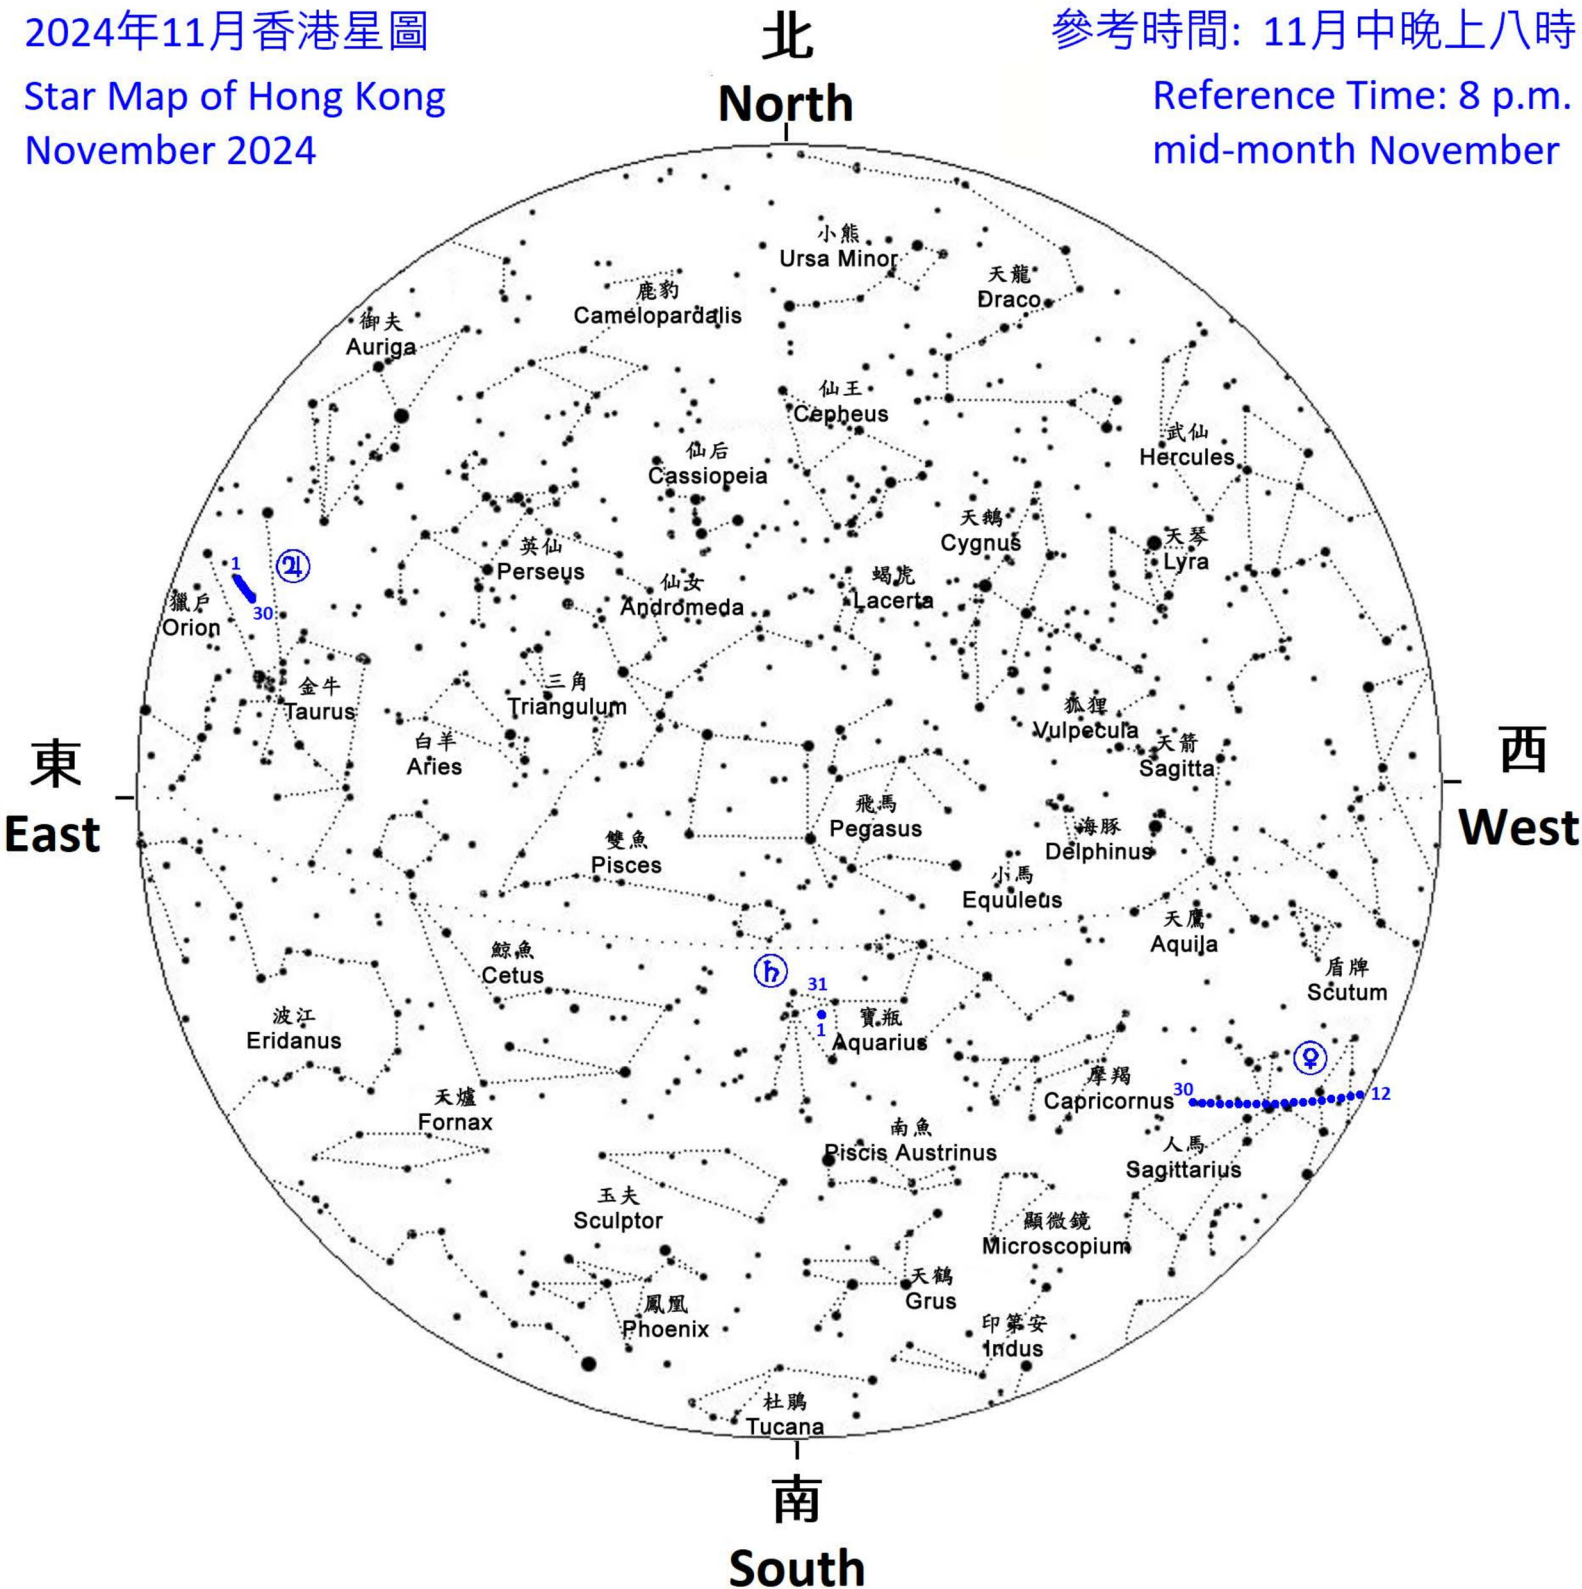 2024年11月香港星圖
Star Map of Hong Kong
November 2024
北
North
參考時間: 11月中晚上八時
Reference Time: 8 p.m.
mid-month November
小熊
Ursa Minor
天龍
Draco
鹿豹
Camelopardalis
御夫
Auriga
仙王
Cepheus
武仙
Hercules
仙后
Cassiopeia
天鵝
Cygnus
天琴
Lyra
英仙
Perseus
仙女
Andromeda
蝎虎
Lacerta
1
♃
30
獵戶
Orion
金牛
Taurus
三角
Triangulum
狐狸
Vulpecula
白羊
Aries
天箭
Sagitta
東
East
西
West
飛馬
Pegasus
雙魚
Pisces
海豚
Delphinus
小馬
Equuleus
天鷹
Aquila
鯨魚
Cetus
♄
31
1
盾牌
Scutum
波江
Eridanus
寶瓶
Aquarius
♀
摩羯
Capricornus
30
12
天爐
Fornax
南魚
Piscis Austrinus
人馬
Sagittarius
玉夫
Sculptor
顯微鏡
Microscopium
天鶴
Grus
鳳凰
Phoenix
印第安
Indus
杜鵑
Tucana
南
South